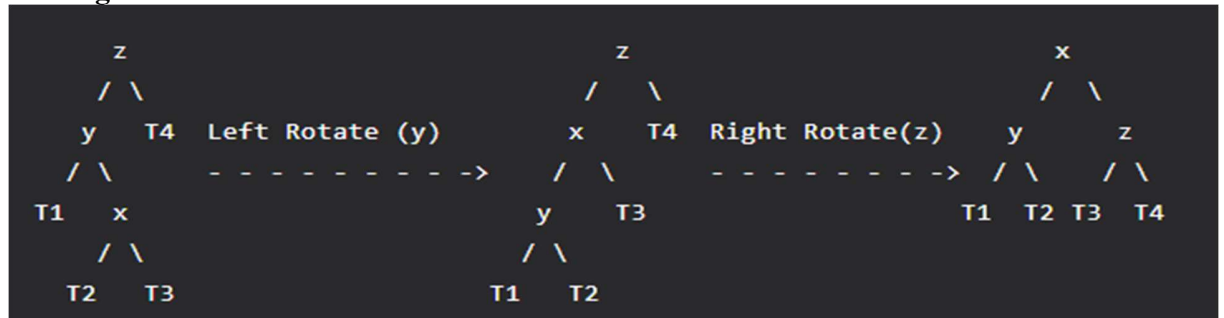 z z x
/ \ / \ / \
y T4 Left Rotate (y) x T4 Right Rotate(z) y z
/ \ - - - - - - - - - -> / \ - - - - - - - - -> / \ / \
T1 x y T3 T1 T2 T3 T4
/ \ / \
T2 T3 T1 T2